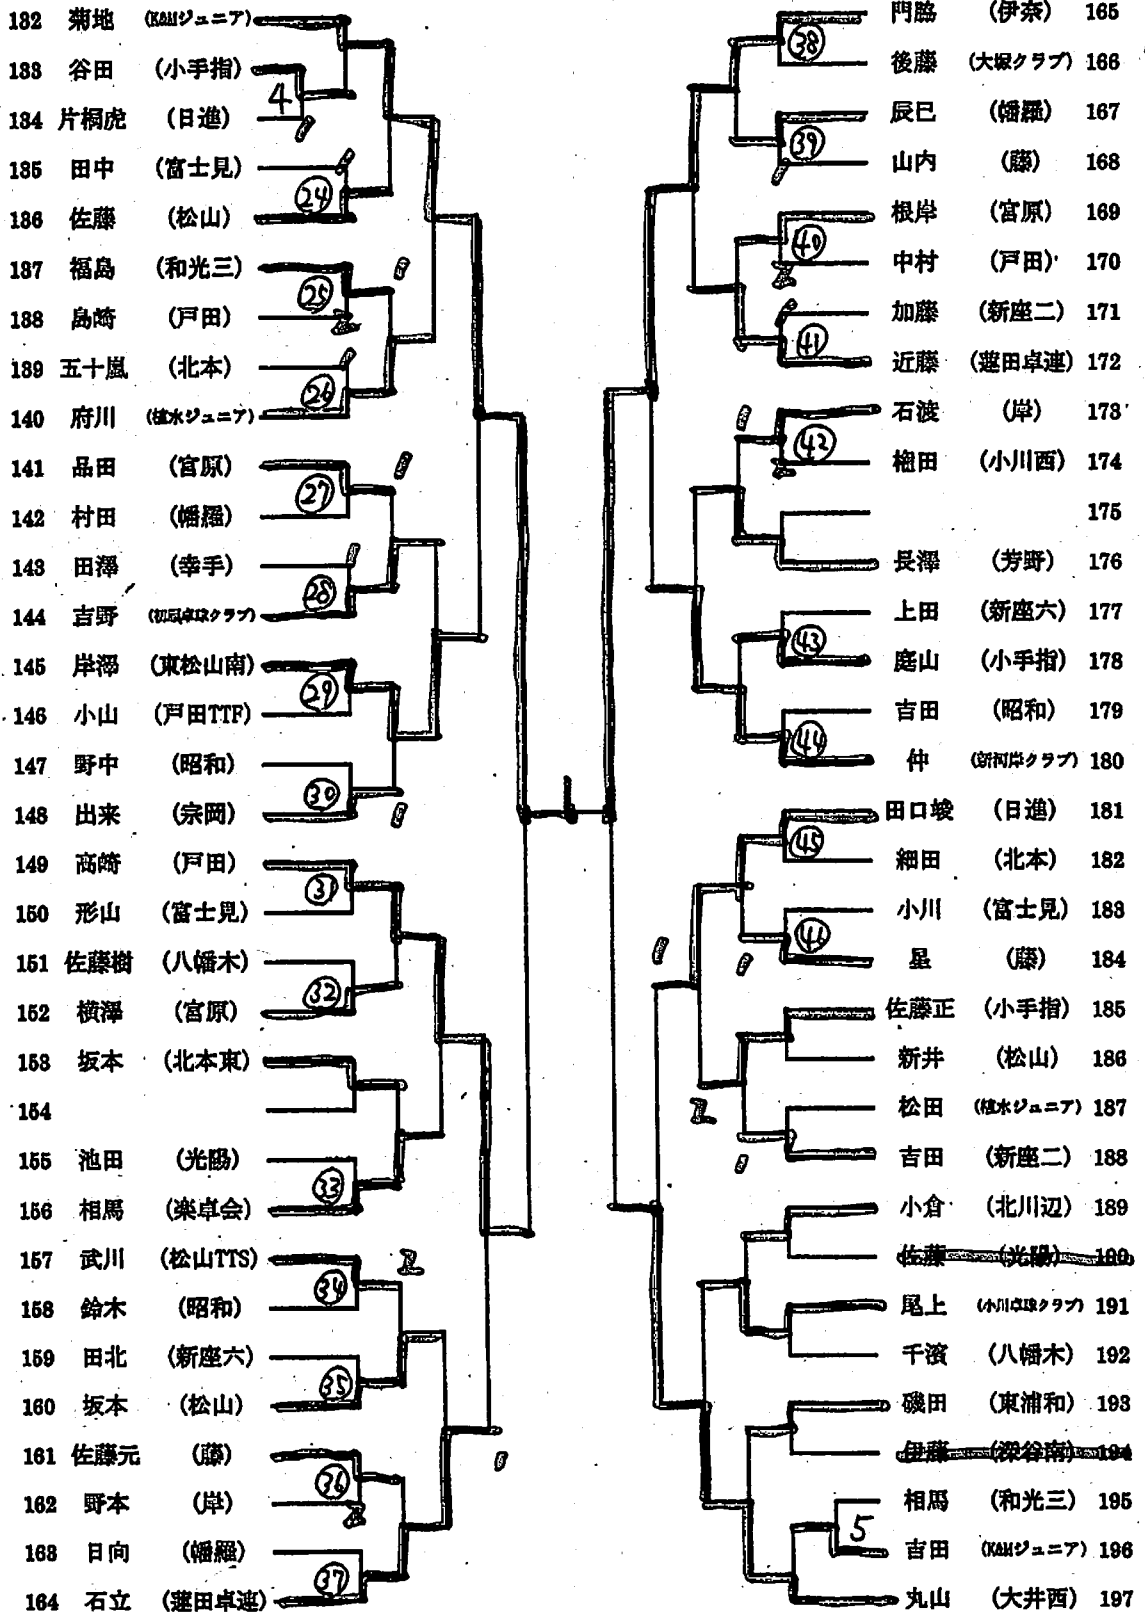 132 菊地 (K&Mジュニア)
133 谷田 (小手指)
4
134 片桐虎 (日進)
135 田中 (富士見)
24
136 佐藤 (松山)
137 福島 (和光三)
25
138 島崎 (戸田)
2
139 五十嵐 (北本)
26
140 府川 (植水ジュニア)
141 品田 (宮原)
27
142 村田 (幡羅)
143 田澤 (幸手)
28
144 吉野 (初冠卓球クラブ)
145 岸澤 (東松山南)
29
146 小山 (戸田TTF)
147 野中 (昭和)
30
148 出来 (宗岡)
149 高崎 (戸田)
31
150 形山 (富士見)
151 佐藤樹 (八幡木)
32
152 横澤 (宮原)
153 坂本 (北本東)
154
155 池田 (光陽)
33
156 相馬 (楽卓会)
157 武川 (松山TTS)
2
34
158 鈴木 (昭和)
159 田北 (新座六)
35
160 坂本 (松山)
161 佐藤元 (藤)
36
162 野本 (岸)
2
163 日向 (幡羅)
37
164 石立 (蓮田卓連)
門脇 (伊奈) 165
38
後藤 (大塚クラブ) 166
辰巳 (幡羅) 167
39
山内 (藤) 168
根岸 (宮原) 169
40
中村 (戸田) 170
2
加藤 (新座二) 171
41
近藤 (蓮田卓連) 172
石渡 (岸) 173
42
檜田 (小川西) 174
2
175
長澤 (芳野) 176
上田 (新座六) 177
43
庭山 (小手指) 178
吉田 (昭和) 179
44
仲 (新河岸クラブ) 180
田口竣 (日進) 181
45
細田 (北本) 182
小川 (富士見) 183
46
星 (藤) 184
佐藤正 (小手指) 185
新井 (松山) 186
2
松田 (植水ジュニア) 187
吉田 (新座二) 188
小倉 (北川辺) 189
佐藤 (光陽) 190
尾上 (小川卓球クラブ) 191
千濱 (八幡木) 192
磯田 (東浦和) 193
伊藤 (深谷南) 194
相馬 (和光三) 195
5
吉田 (K&Mジュニア) 196
丸山 (大井西) 197